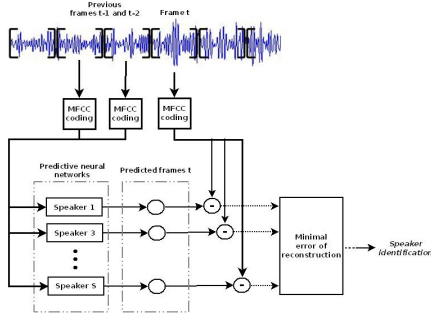 Previous
frames t-1 and t-2
Frame t
MFCC
coding
MFCC
coding
MFCC
coding
Predictive neural
networks
Predicted frames t
Speaker 1
-
Speaker 3
-
Speaker S
-
Minimal
error of
reconstruction
Speaker
identification